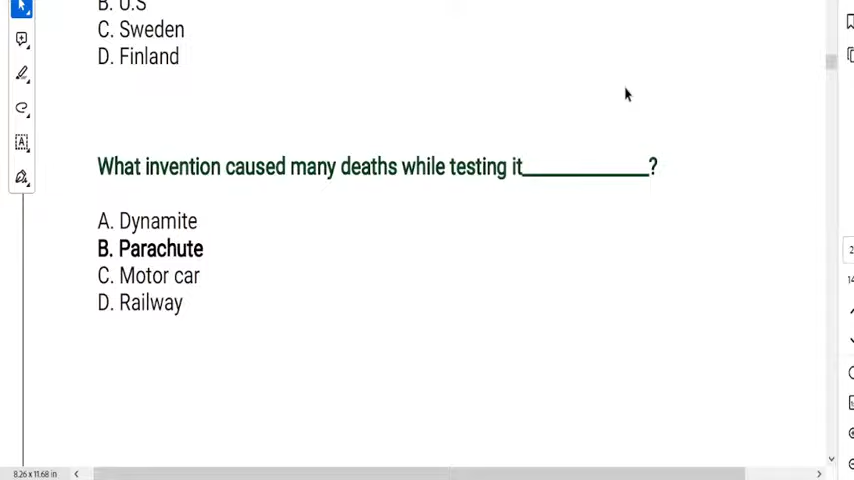 B. U.S
C. Sweden
D. Finland
What invention caused many deaths while testing it____________?
A. Dynamite
B. Parachute
C. Motor car
D. Railway
8.26 x 11.68 in